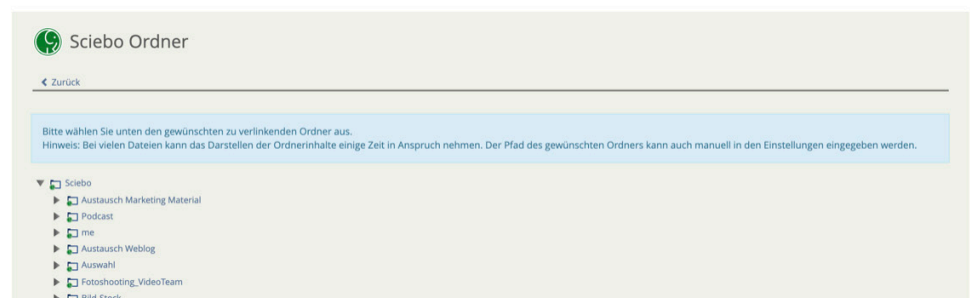 Sciebo Ordner
Zurück
Bitte wählen Sie unten den gewünschten zu verlinkenden Ordner aus.
Hinweis: Bei vielen Dateien kann das Darstellen der Ordnerinhalte einige Zeit in Anspruch nehmen. Der Pfad des gewünschten Ordners kann auch manuell in den Einstellungen eingegeben werden.
Sciebo
Austausch Marketing Material
Podcast
me
Austausch Weblog
Auswahl
Fotoshooting_VideoTeam
Bild Stock